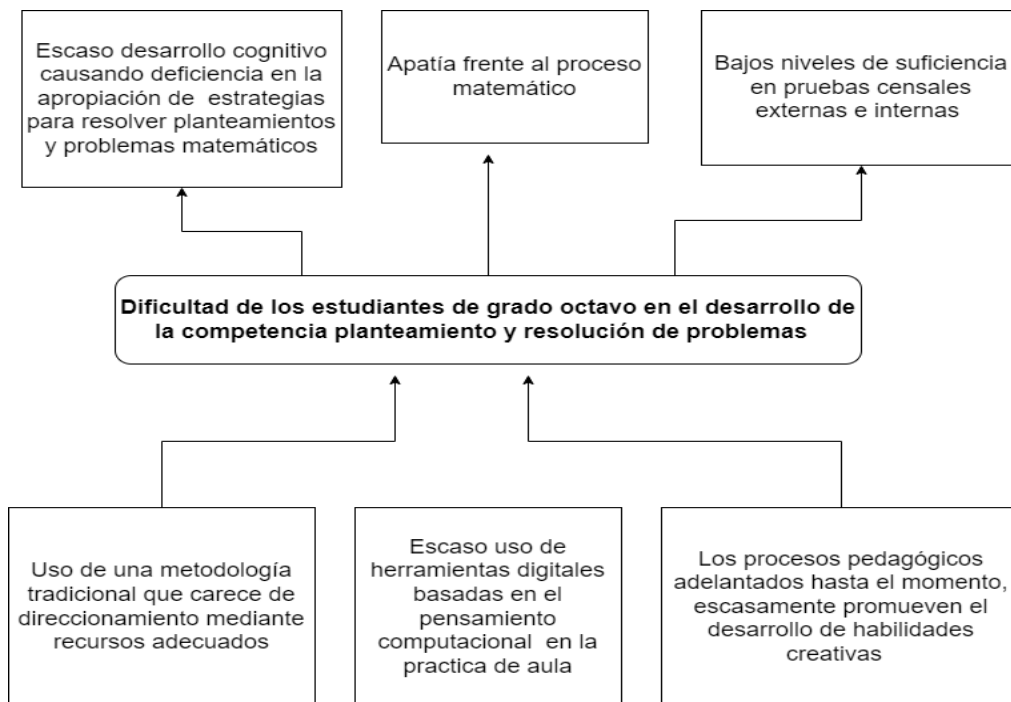 Escaso desarrollo cognitivo
causando deficiencia en la
apropiación de estrategias
para resolver planteamientos
y problemas matemáticos
Apatía frente al proceso
matemático
Bajos niveles de suficiencia
en pruebas censales
externas e internas
Dificultad de los estudiantes de grado octavo en el desarrollo de
la competencia planteamiento y resolución de problemas
Uso de una metodología
tradicional que carece de
direccionamiento mediante
recursos adecuados
Escaso uso de
herramientas digitales
basadas en el
pensamiento
computacional en la
practica de aula
Los procesos pedagógicos
adelantados hasta el momento,
escasamente promueven el
desarrollo de habilidades
creativas